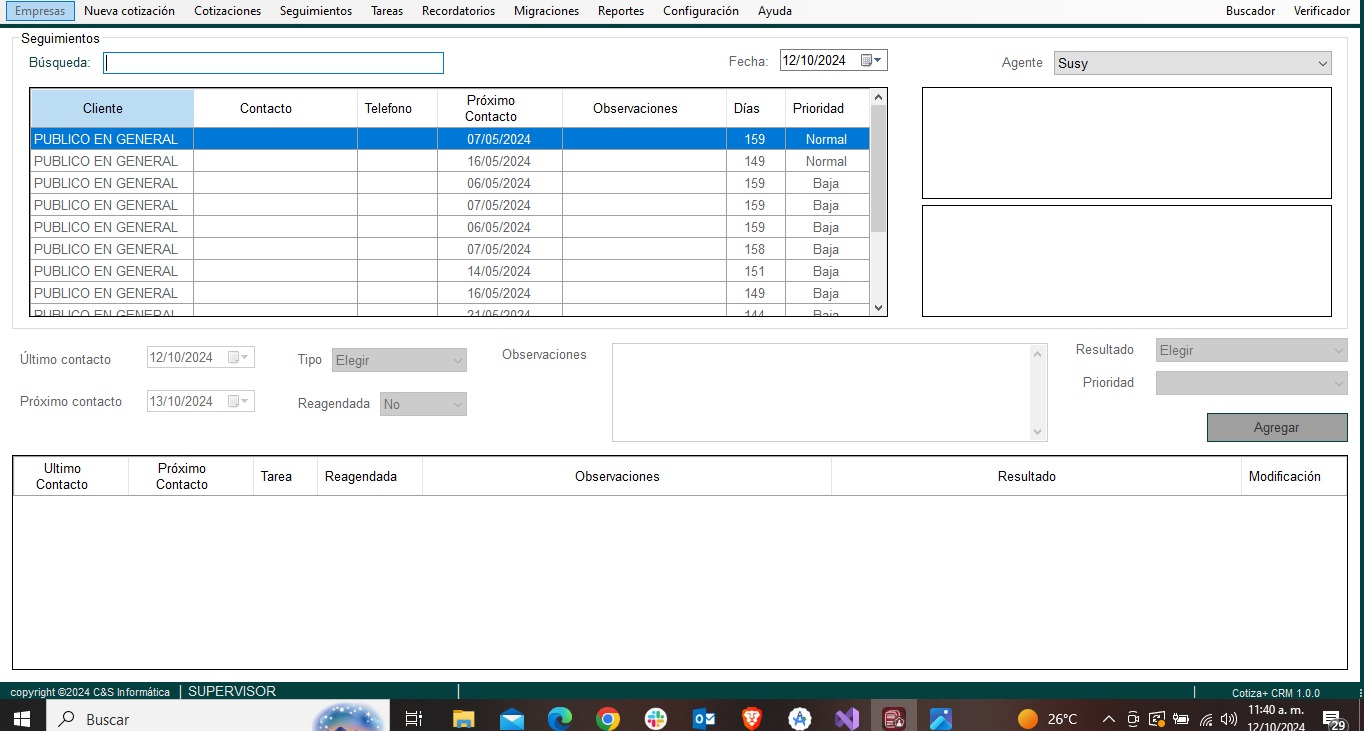 Empresas Nueva cotización Cotizaciones Seguimientos Tareas Recordatorios Migraciones Reportes Configuración Ayuda Buscador Verificador
Seguimientos
Búsqueda: Fecha: 12/10/2024 Agente Susy
Cliente Contacto Telefono Próximo Contacto Observaciones Días Prioridad
PUBLICO EN GENERAL 07/05/2024 159 Normal
PUBLICO EN GENERAL 16/05/2024 149 Normal
PUBLICO EN GENERAL 06/05/2024 159 Baja
PUBLICO EN GENERAL 07/05/2024 159 Baja
PUBLICO EN GENERAL 06/05/2024 159 Baja
PUBLICO EN GENERAL 07/05/2024 158 Baja
PUBLICO EN GENERAL 14/05/2024 151 Baja
PUBLICO EN GENERAL 16/05/2024 149 Baja
PUBLICO EN GENERAL 21/05/2024 144 Baja
Último contacto 12/10/2024 Tipo Elegir Observaciones Resultado Elegir
Prioridad
Próximo contacto 13/10/2024 Reagendada No
Agregar
Ultimo Contacto Próximo Contacto Tarea Reagendada Observaciones Resultado Modificación
copyright ©2024 C&S Informática | SUPERVISOR | | Cotiza+ CRM 1.0.0
Buscar 26°C 11:40 a. m.
12/10/2024 29